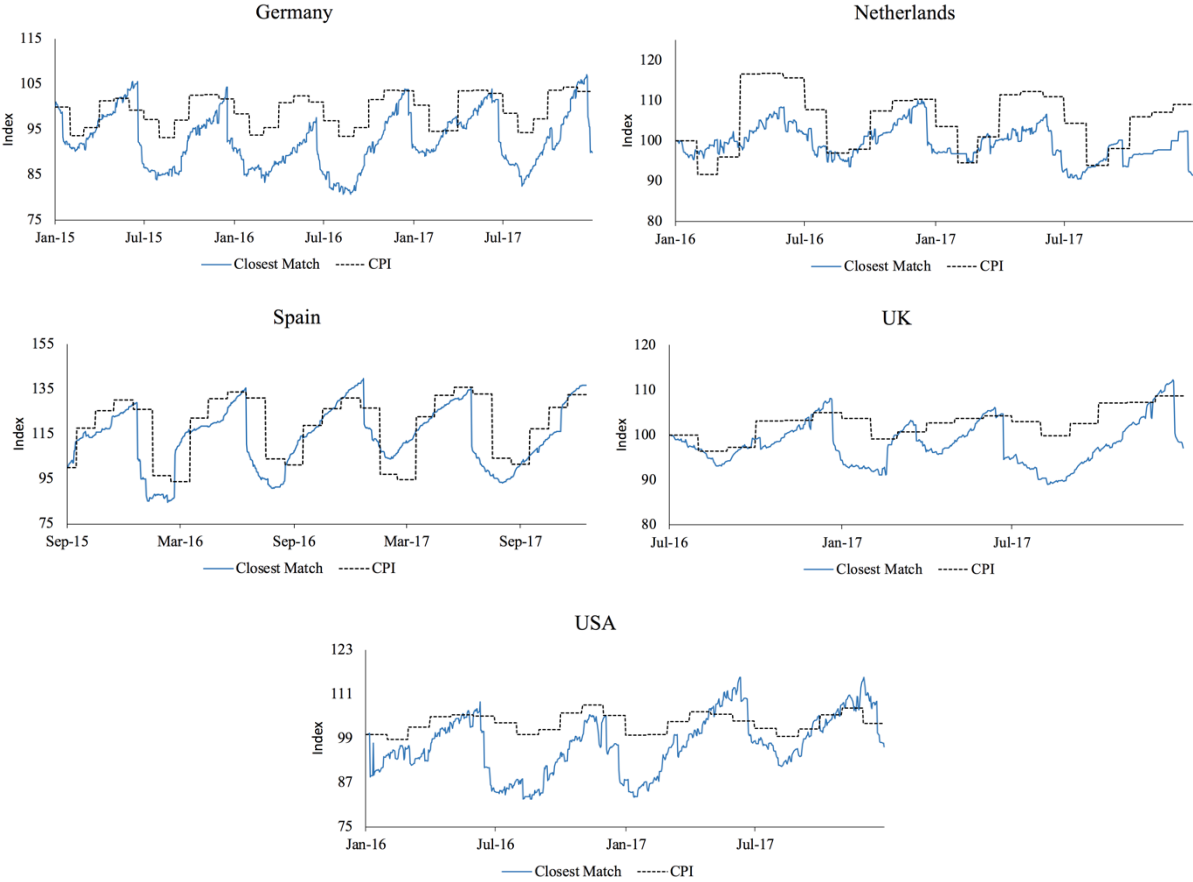 Germany
115
105
95
85
75
Index
Jan-15 Jul-15 Jan-16 Jul-16 Jan-17 Jul-17
Closest Match CPI
Netherlands
120
110
100
90
80
Index
Jan-16 Jul-16 Jan-17 Jul-17
Closest Match CPI
Spain
155
135
115
95
75
Index
Sep-15 Mar-16 Sep-16 Mar-17 Sep-17
Closest Match CPI
UK
120
110
100
90
80
Index
Jul-16 Jan-17 Jul-17
Closest Match CPI
USA
123
111
99
87
75
Index
Jan-16 Jul-16 Jan-17 Jul-17
Closest Match CPI